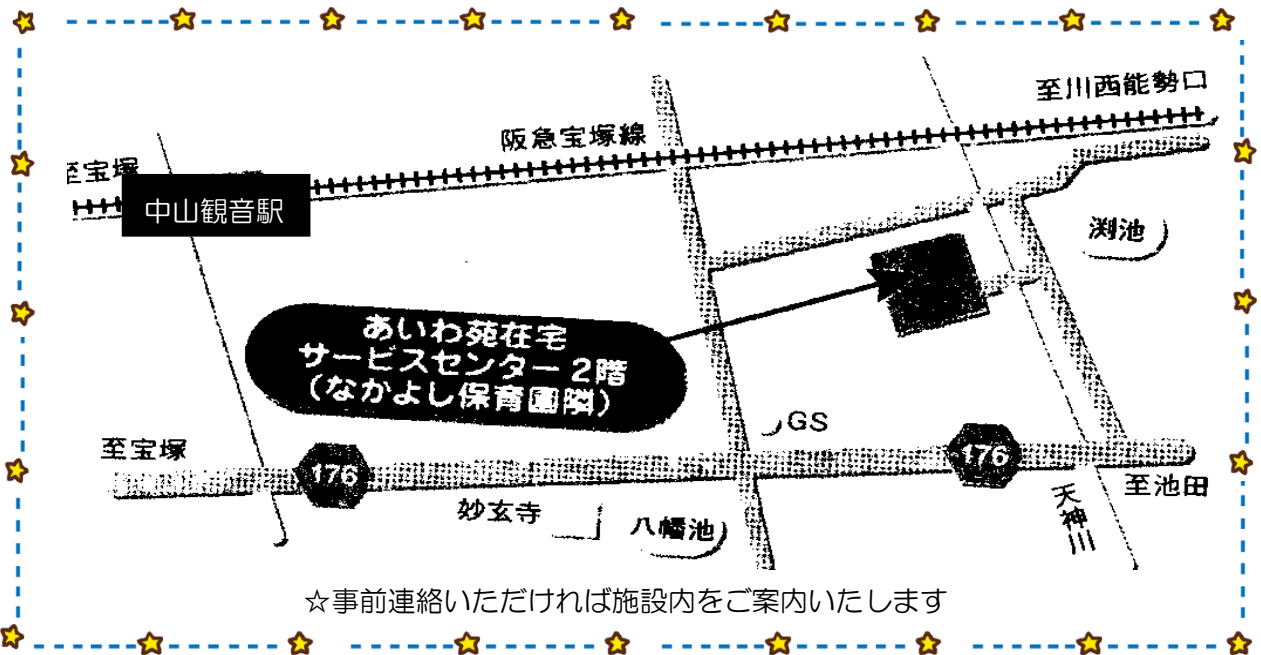 至川西能勢口
阪急宝塚線
至宝塚
中山観音駅
渕池
あいわ苑在宅
サービスセンター2階
(なかよし保育園隣)
GS
至宝塚
176
176
妙玄寺
八幡池
天神川
至池田
☆事前連絡いただければ施設内をご案内いたします